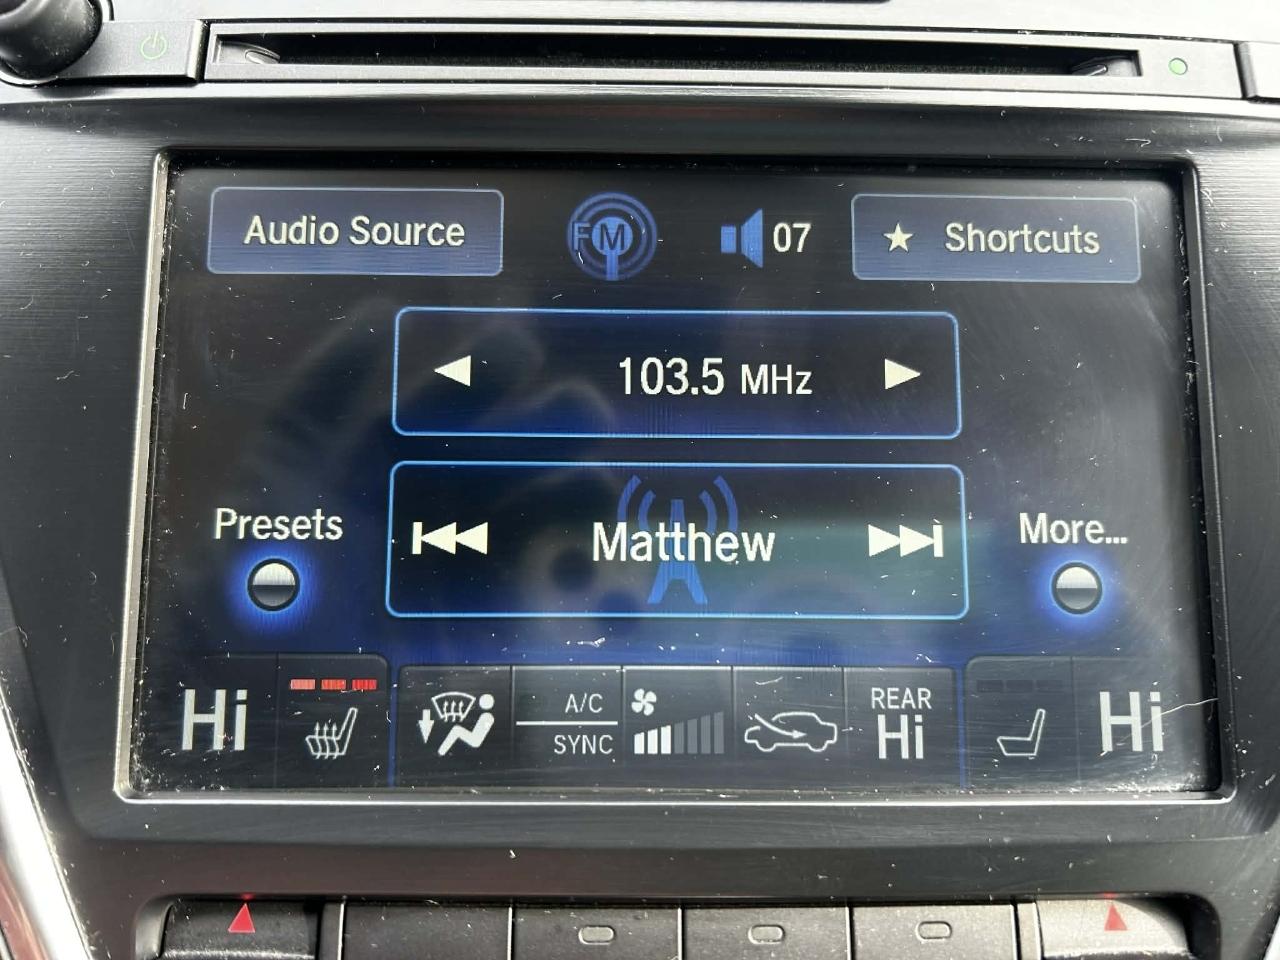 Audio Source
FM
07
★ Shortcuts
103.5 MHz
Presets
Matthew
More...
Hi
A/C
SYNC
REAR
Hi
Hi